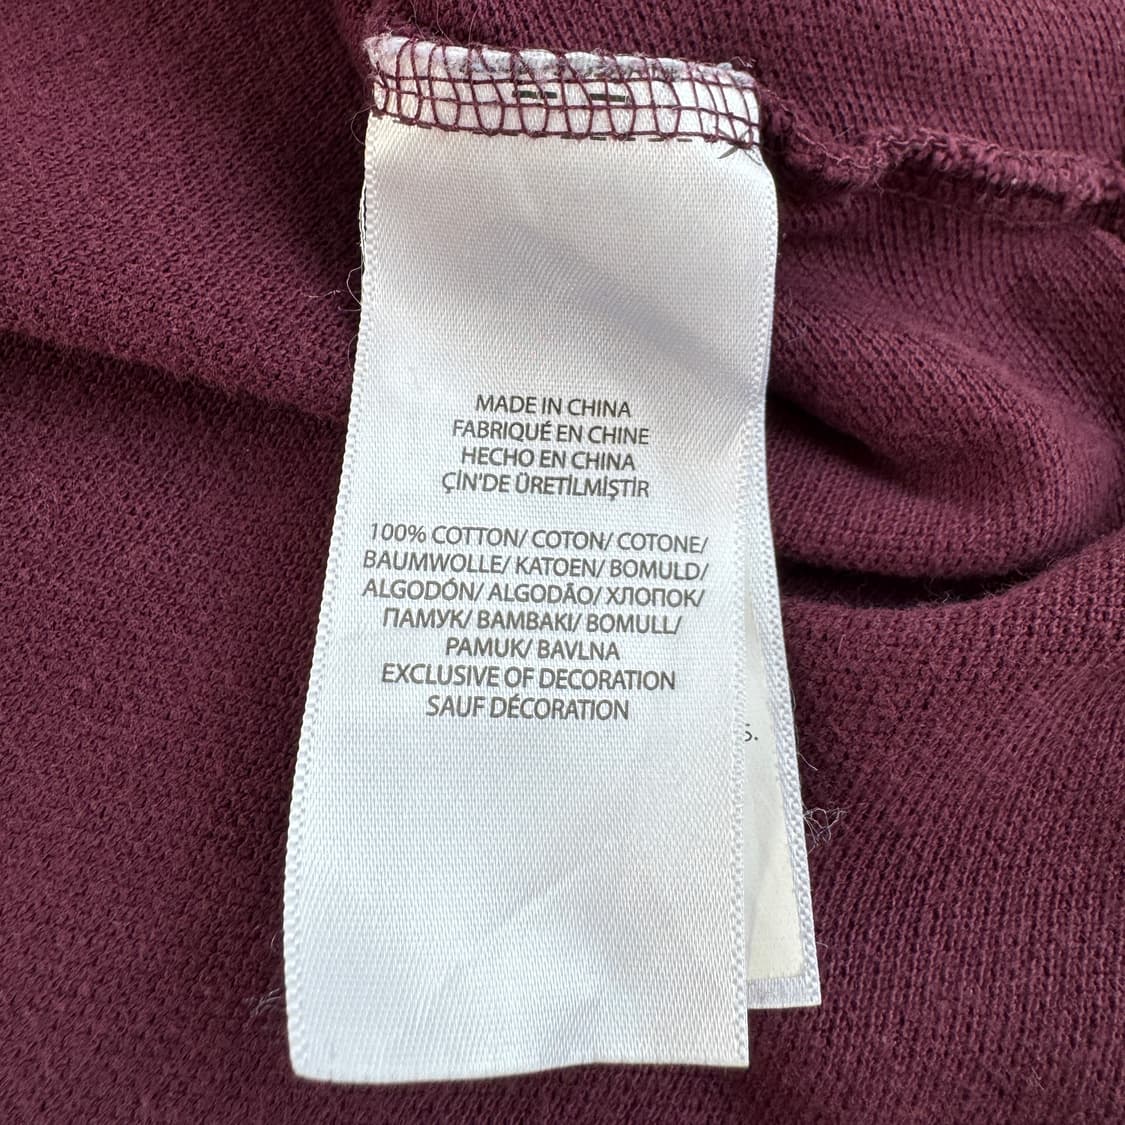 MADE IN CHINA
FABRIQUÉ EN CHINE
HECHO EN CHINA
ÇİN'DE ÜRETİLMİŞTİR
100% COTTON/ COTON/ COTONE/
BAUMWOLLE/ KATOEN/ BOMULD/
ALGODÓN/ ALGODÃO/ ХЛОПОК/
ПАМУК/ BAMBAKI/ BOMULL/
PAMUK/ BAVLNA
EXCLUSIVE OF DECORATION
SAUF DÉCORATION